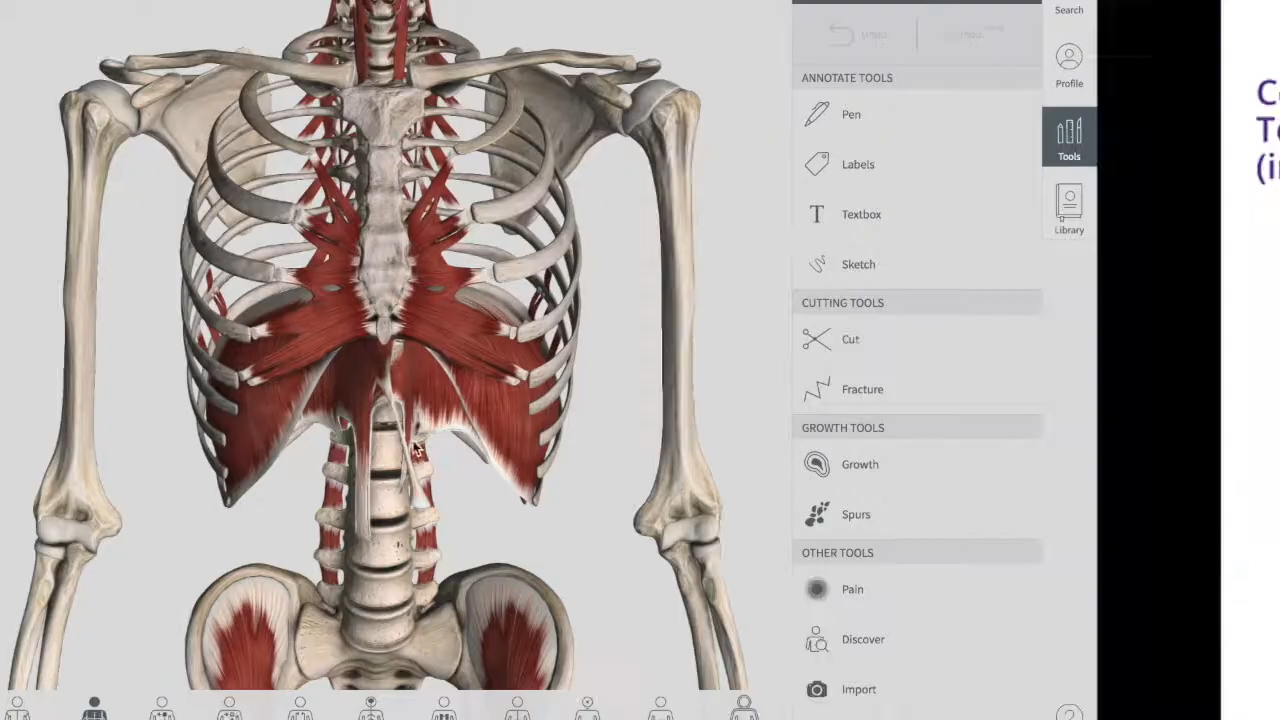 Search
Profile
Tools
Library
ANNOTATE TOOLS
Pen
Labels
Textbox
Sketch
CUTTING TOOLS
Cut
Fracture
GROWTH TOOLS
Growth
Spurs
OTHER TOOLS
Pain
Discover
Import